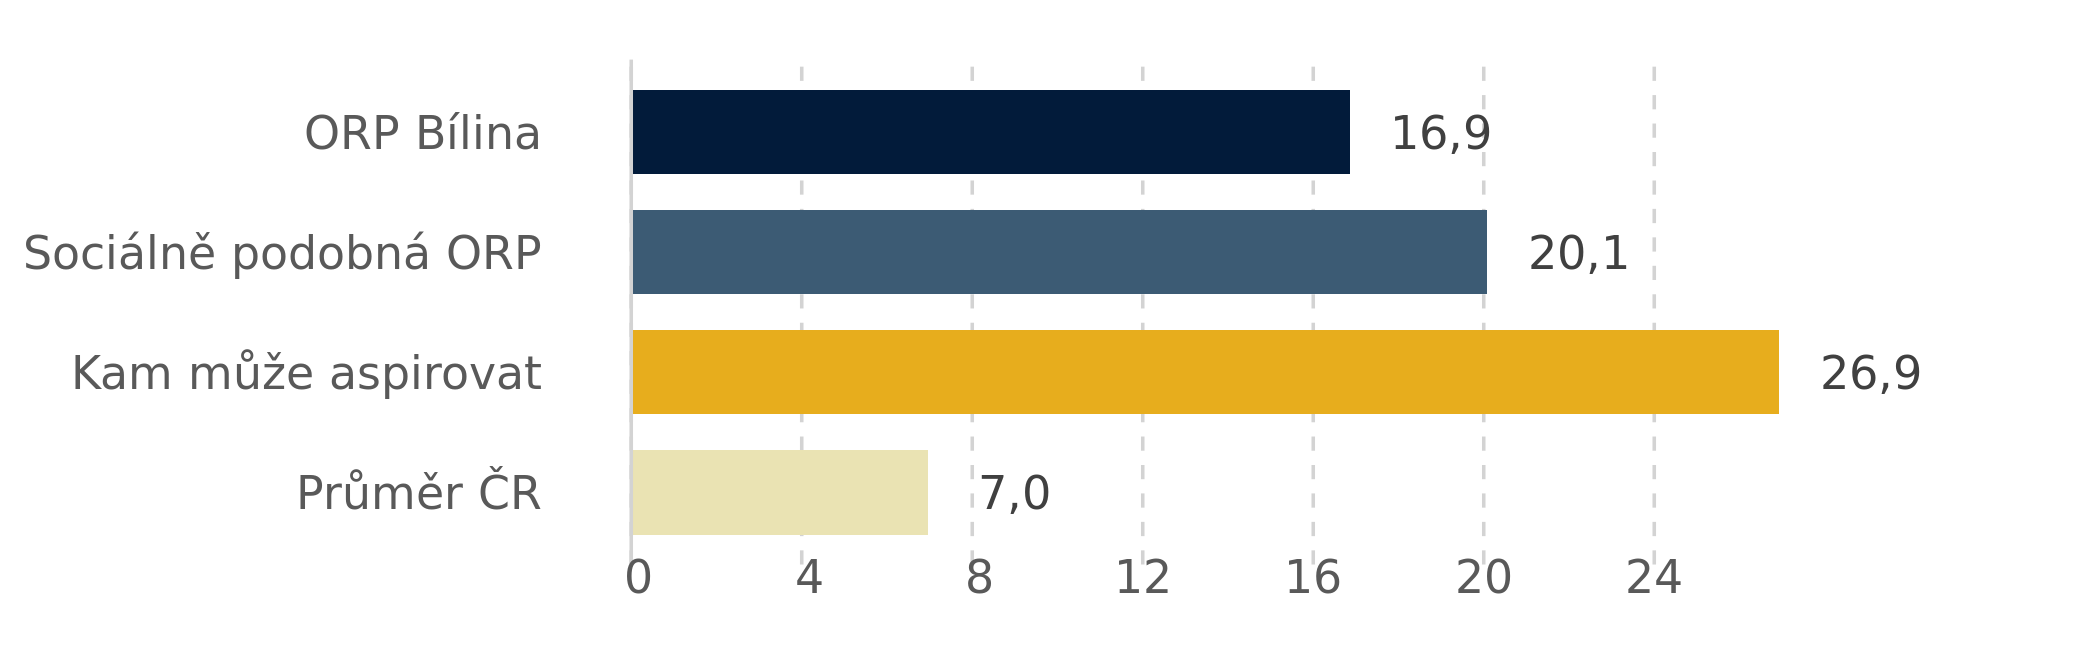 ORP Bílina 16,9
Sociálně podobná ORP 20,1
Kam může aspirovat 26,9
Průměr ČR 7,0
0 4 8 12 16 20 24